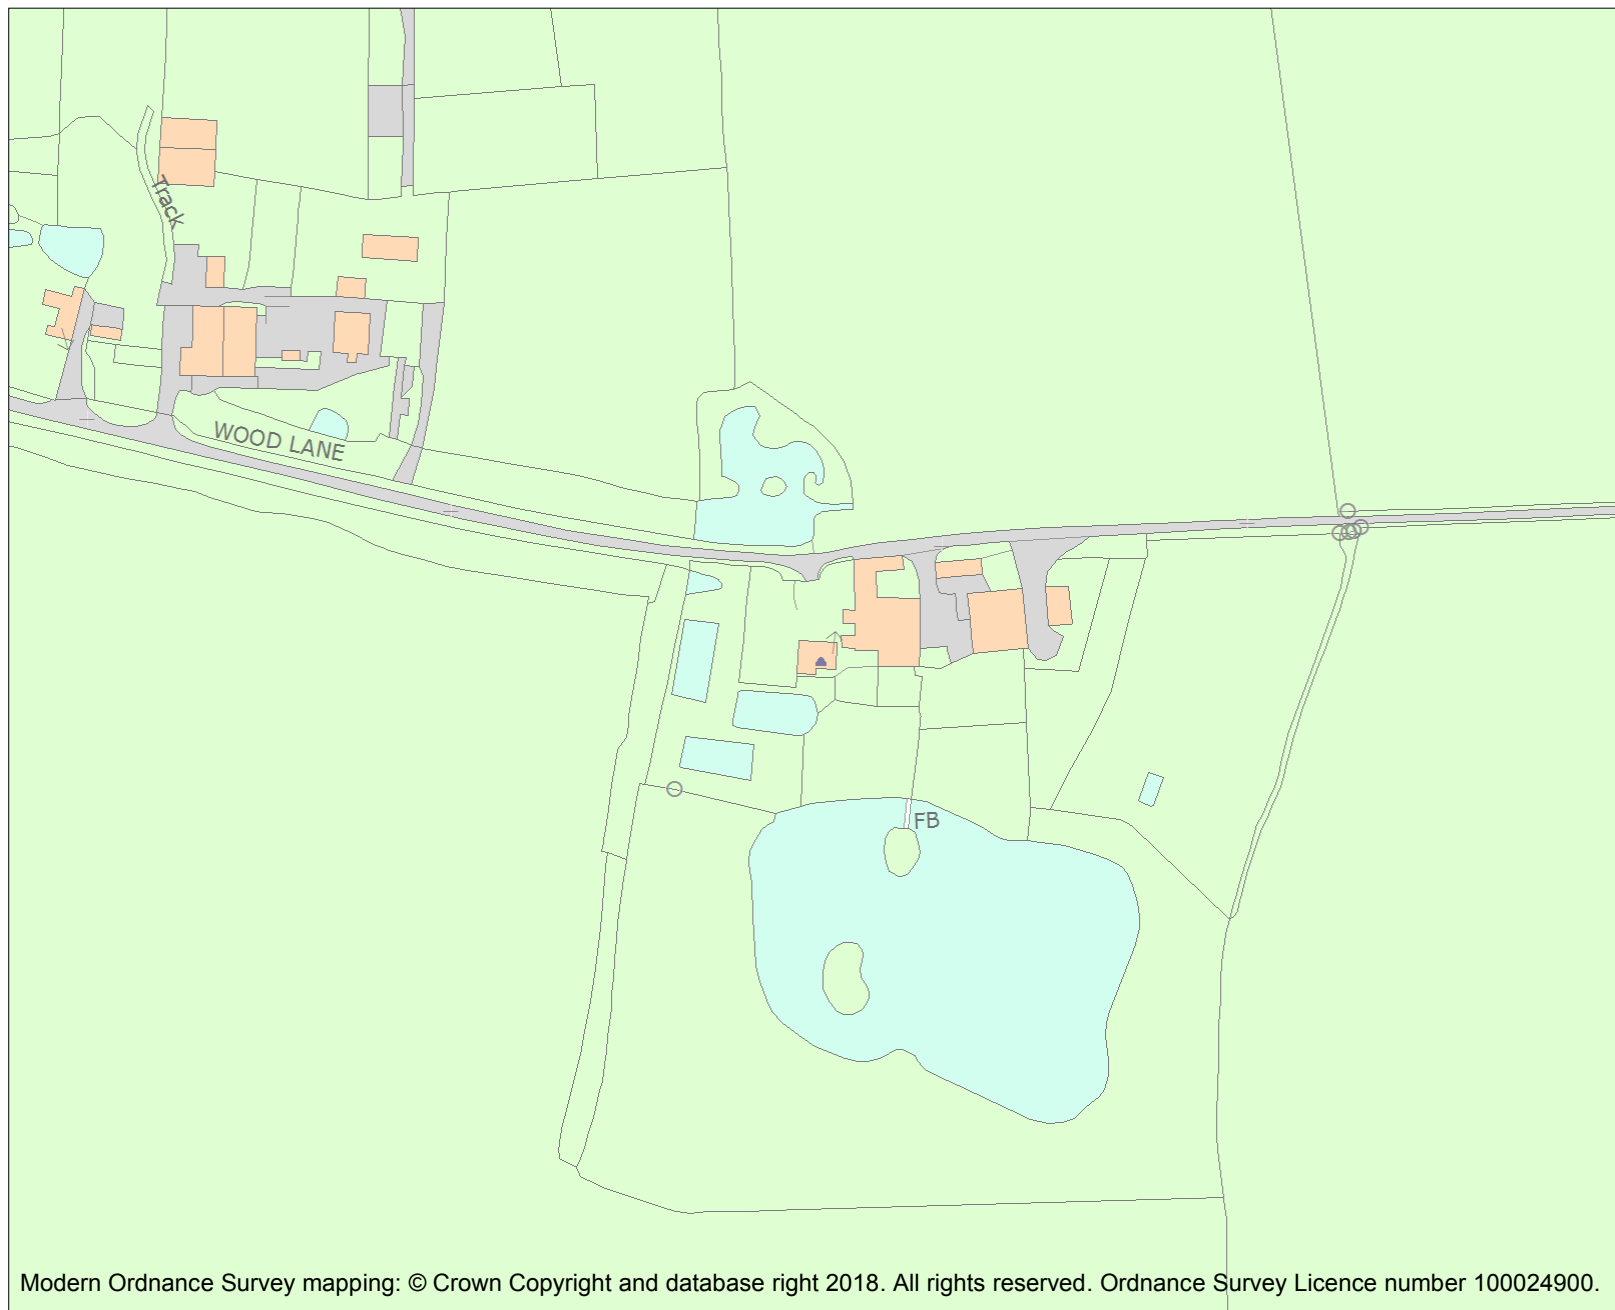 Track
WOOD LANE
FB
Modern Ordnance Survey mapping: © Crown Copyright and database right 2018. All rights reserved. Ordnance Survey Licence number 100024900.